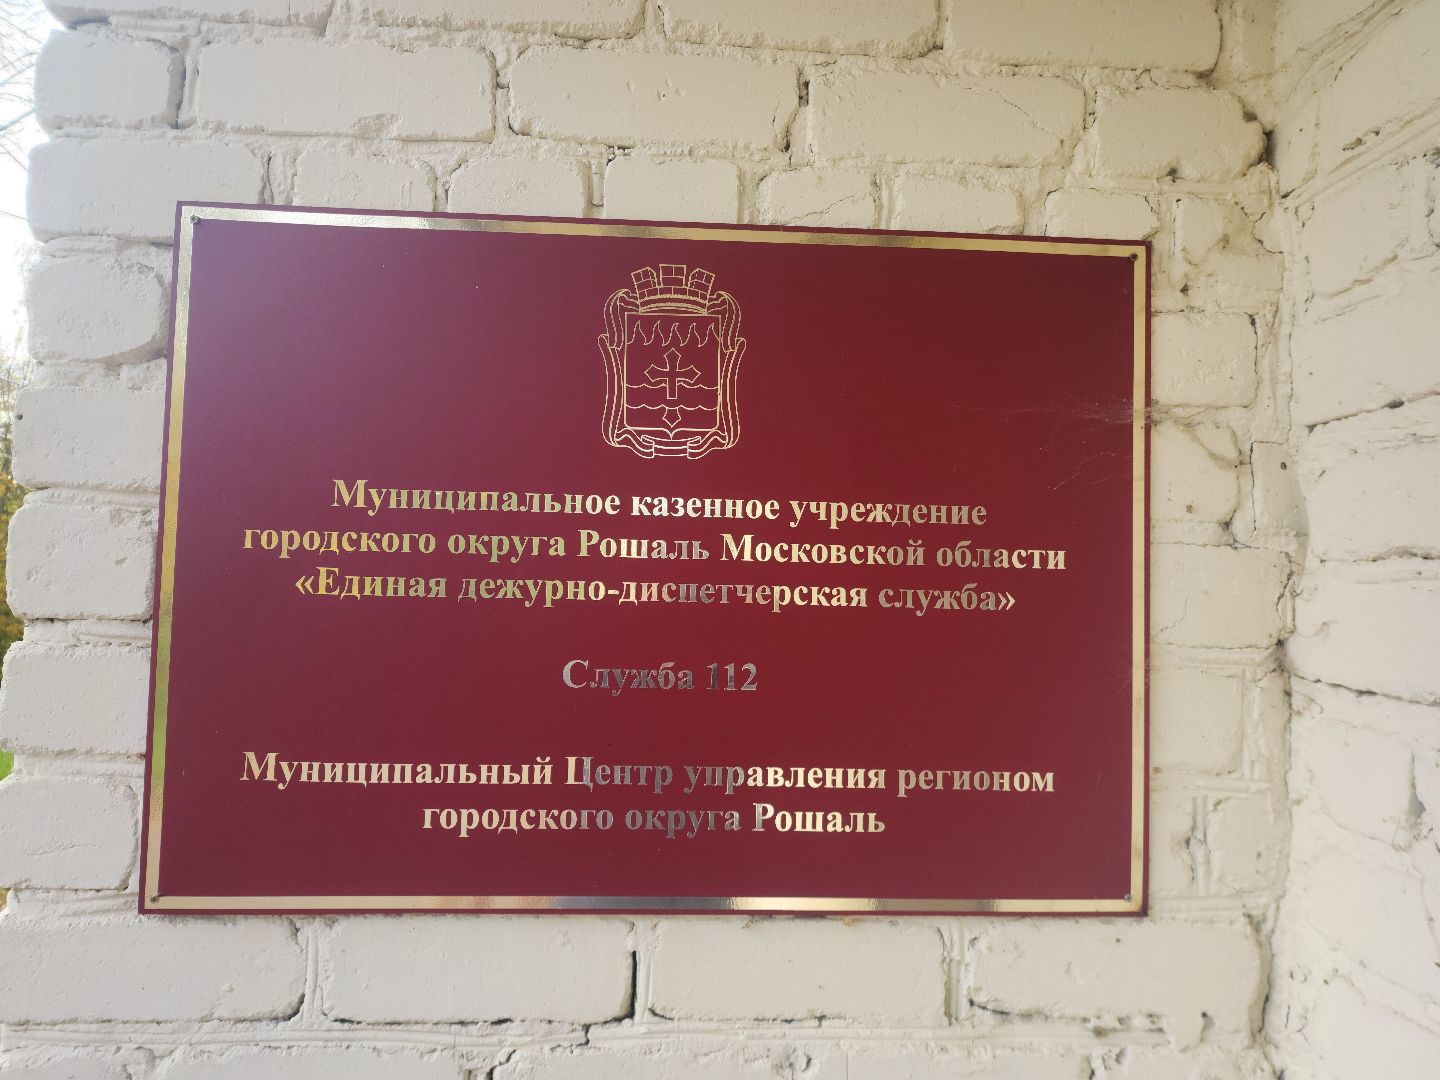 Муниципальное казенное учреждение
городского округа Рошаль Московской области
«Единая дежурно-диспетчерская служба»
Служба 112
Муниципальный Центр управления регионом
городского округа Рошаль